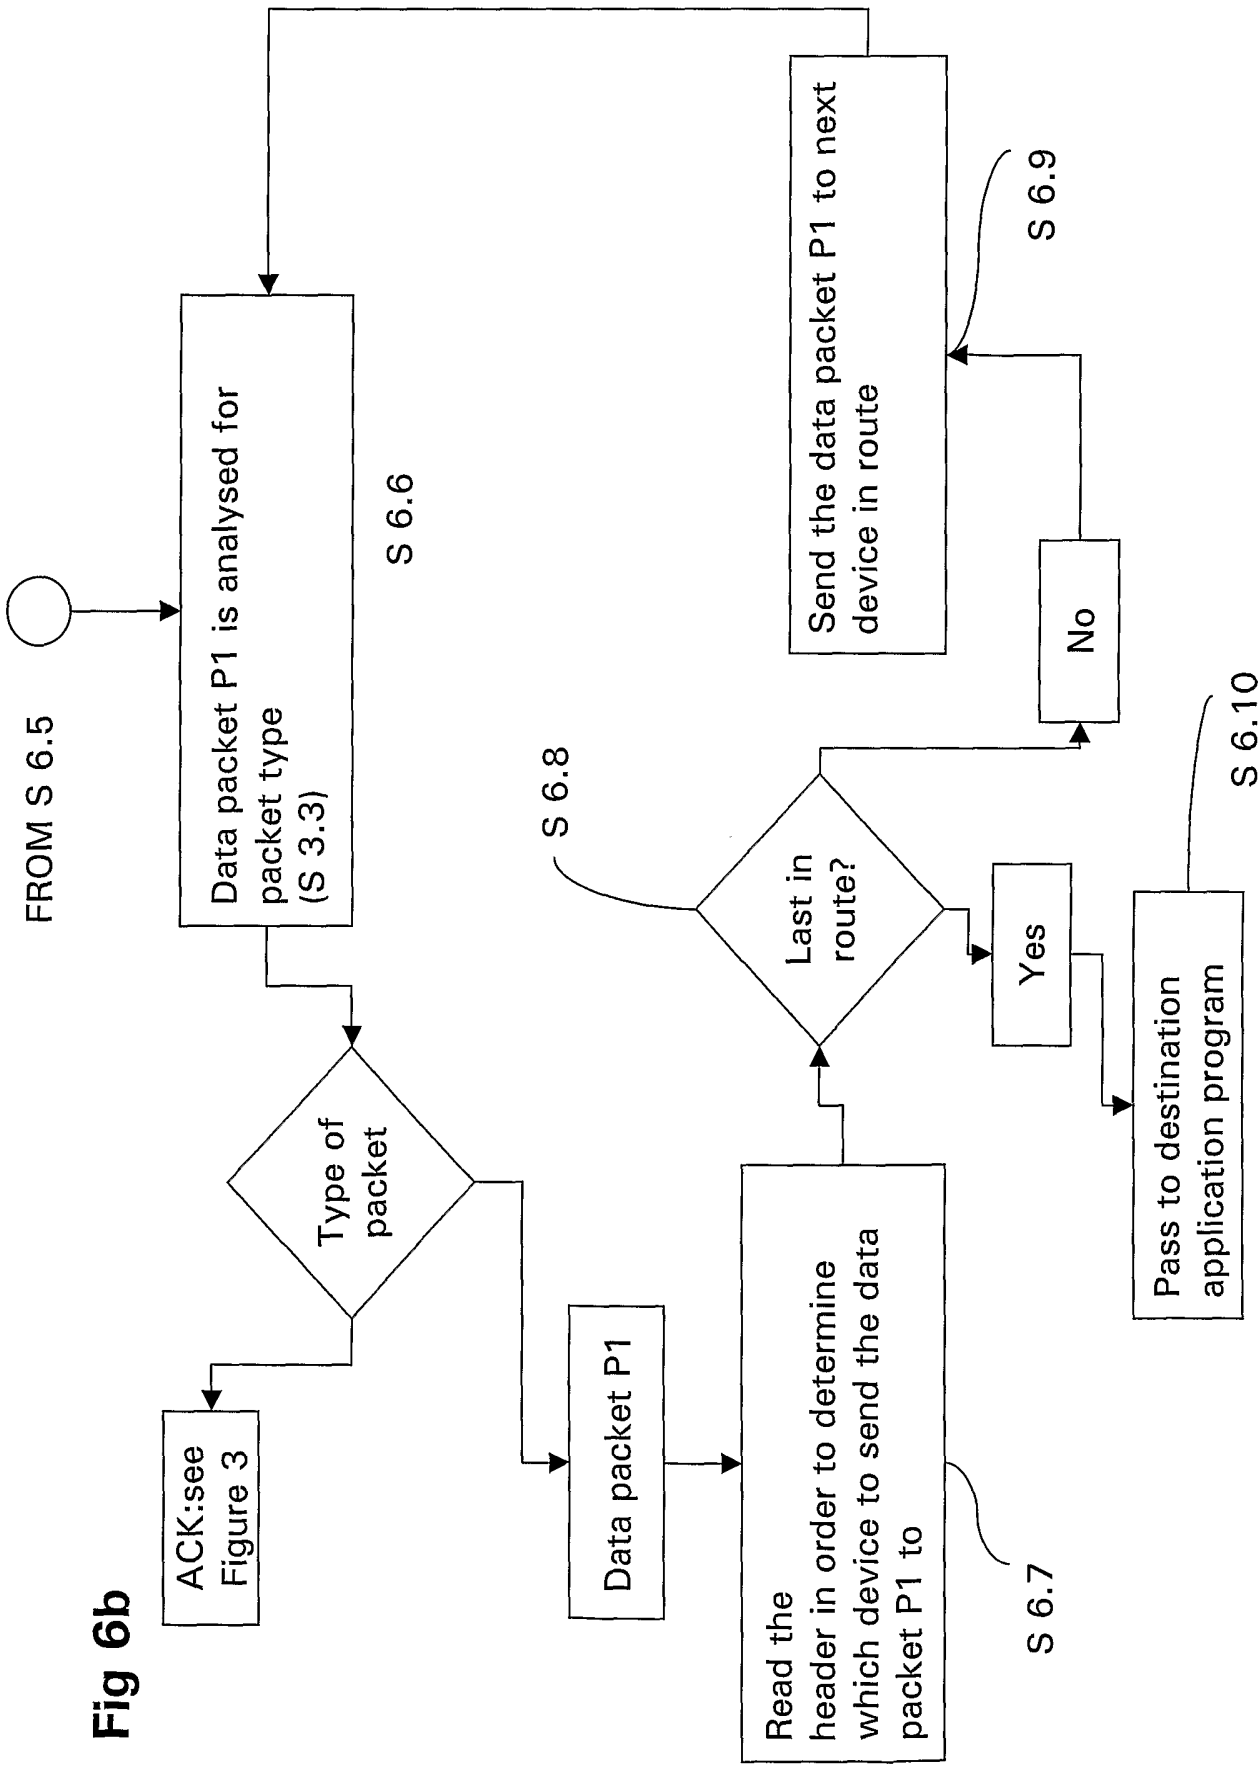 Fig 6b
FROM S 6.5
Data packet P1 is analysed for
packet type
(S 3.3)
S 6.6
Type of
packet
ACK:see
Figure 3
Data packet P1
Read the
header in order to determine
which device to send the data
packet P1 to
S 6.7
Last in
route?
S 6.8
Yes
No
Send the data packet P1 to next
device in route
S 6.9
Pass to destination
application program
S 6.10